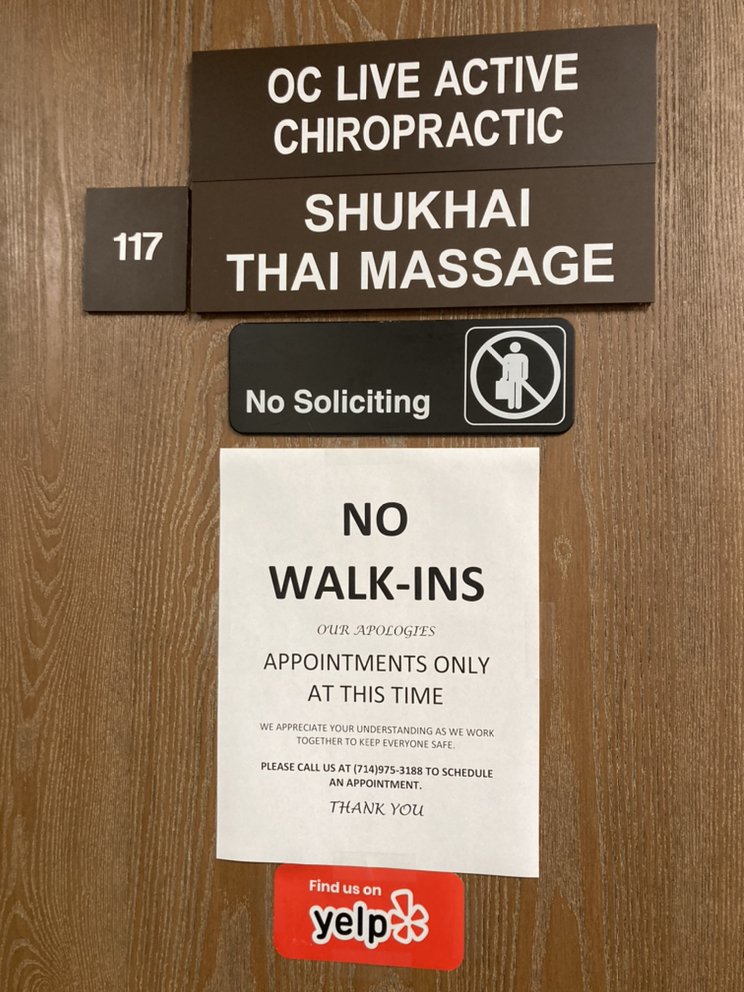 OC LIVE ACTIVE
CHIROPRACTIC
117
SHUKHAI
THAI MASSAGE
No Soliciting
NO
WALK-INS
OUR APOLOGIES
APPOINTMENTS ONLY
AT THIS TIME
WE APPRECIATE YOUR UNDERSTANDING AS WE WORK
TOGETHER TO KEEP EVERYONE SAFE.
PLEASE CALL US AT (714)975-3188 TO SCHEDULE
AN APPOINTMENT.
THANK YOU
Find us on
yelp